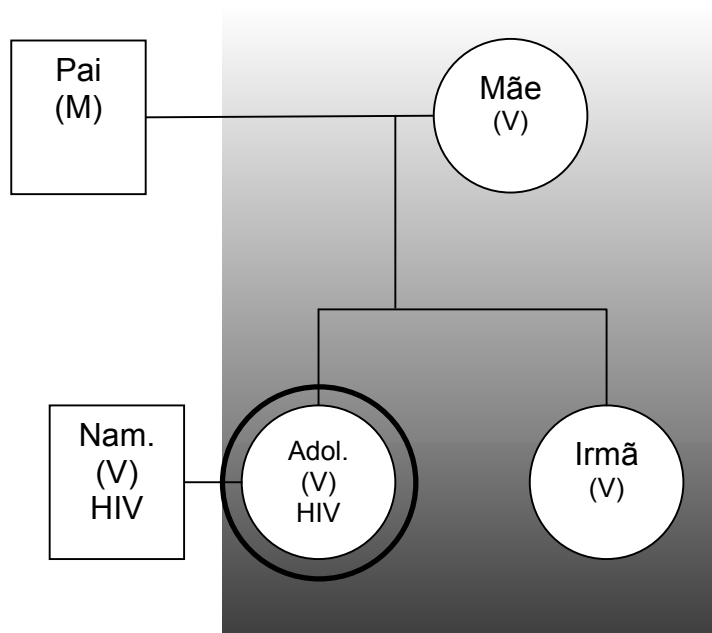 Pai
(M)
Mãe
(V)
Nam.
(V)
HIV
Adol.
(V)
HIV
Irmã
(V)